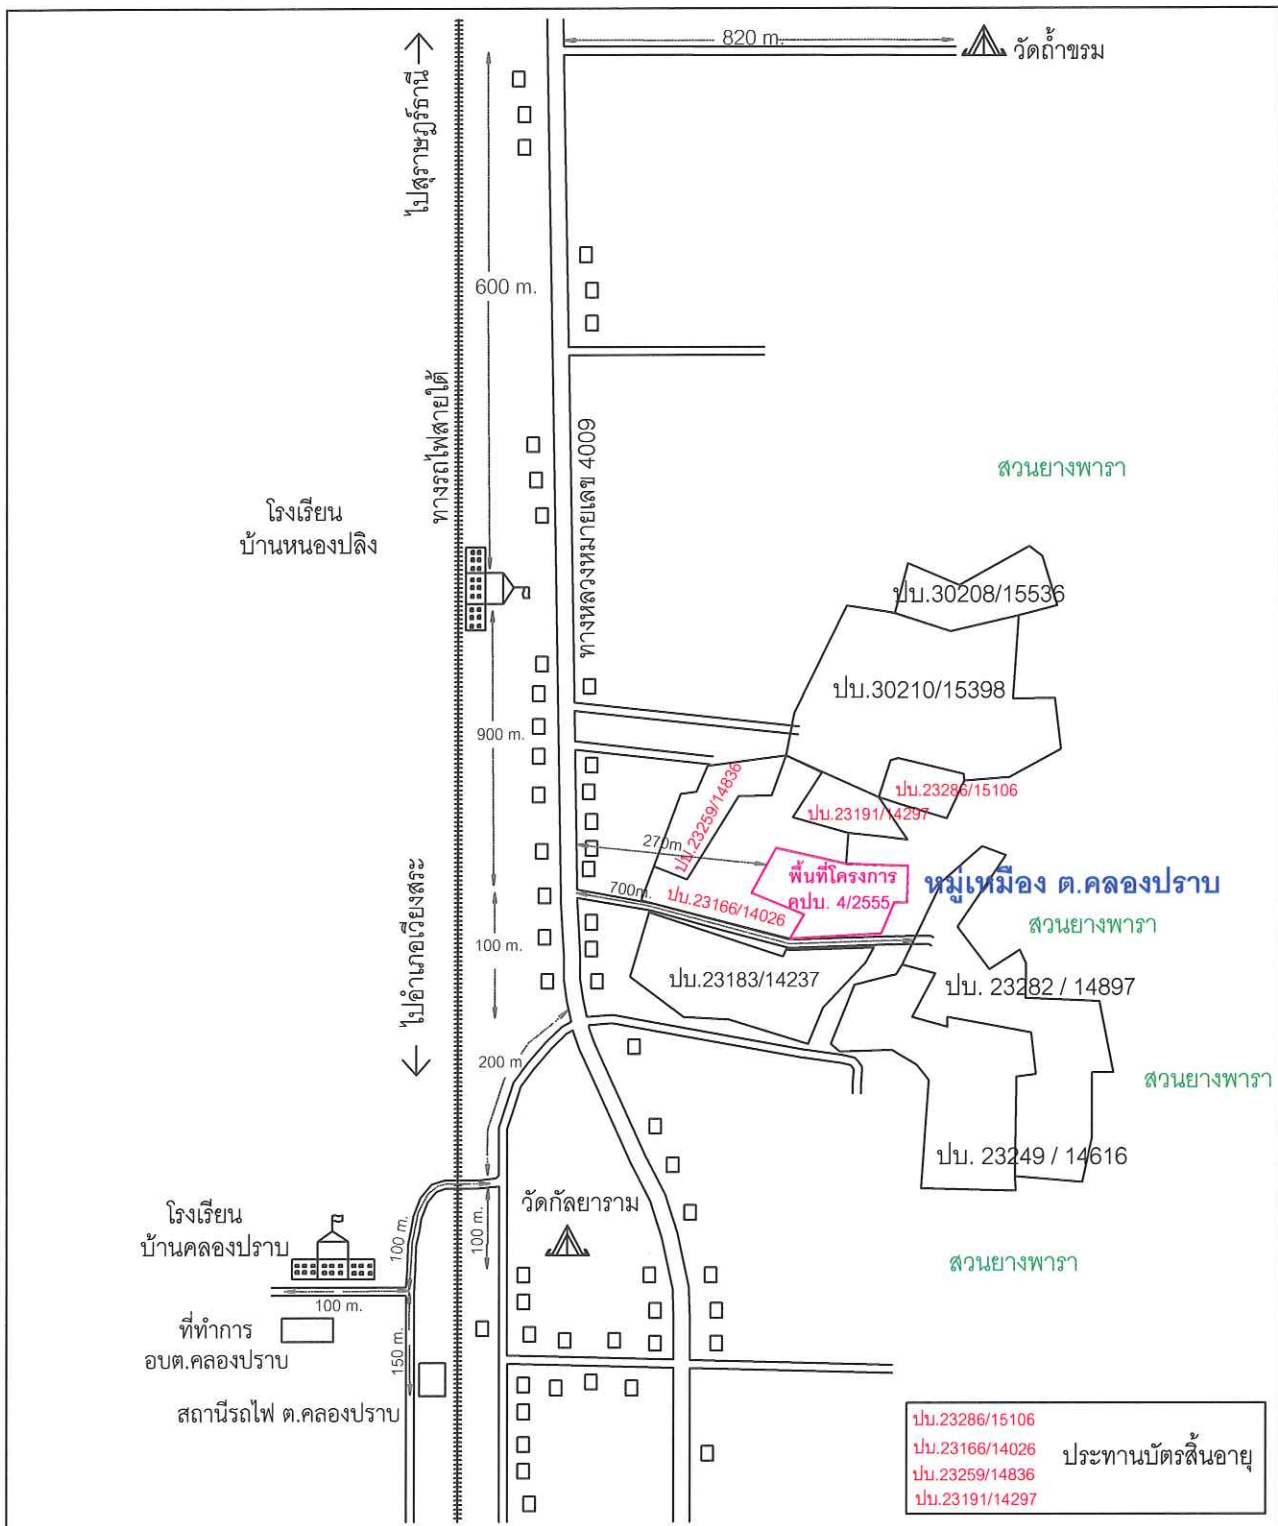 820 m.
วัดถ้ำขรม
ไปสุราษฎร์ธานี
600 m.
ทางรถไฟสายใต้
ทางหลวงหมายเลข 4009
สวนยางพารา
โรงเรียน
บ้านหนองปลิง
ปบ.30208/15536
ปบ.30210/15398
900 m.
ปบ.23259/14836
ปบ.23286/15106
ปบ.23191/14297
270m.
พื้นที่โครงการ
คปบ. 4/2555
หมู่เหมือง ต.คลองปราบ
700m.
ปบ.23166/14026
สวนยางพารา
100 m.
ไปอำเภอเวียงสระ
ปบ.23183/14237
ปบ. 23282 / 14897
200 m.
สวนยางพารา
ปบ. 23249 / 14616
วัดกัลยาราม
โรงเรียน
บ้านคลองปราบ
100 m.
100 m.
สวนยางพารา
100 m.
ที่ทำการ
อบต.คลองปราบ
150 m.
สถานีรถไฟ ต.คลองปราบ
ปบ.23286/15106
ปบ.23166/14026
ปบ.23259/14836
ปบ.23191/14297
ประทานบัตรสิ้นอายุ